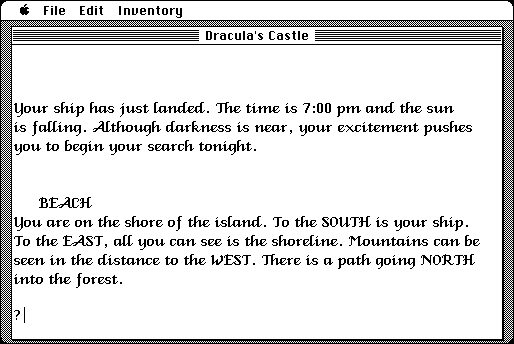 File Edit Inventory
Dracula's Castle
Your ship has just landed. The time is 7:00 pm and the sun
is falling. Although darkness is near, your excitement pushes
you to begin your search tonight.
BEACH
You are on the shore of the island. To the SOUTH is your ship.
To the EAST, all you can see is the shoreline. Mountains can be
seen in the distance to the WEST. There is a path going NORTH
into the forest.
?